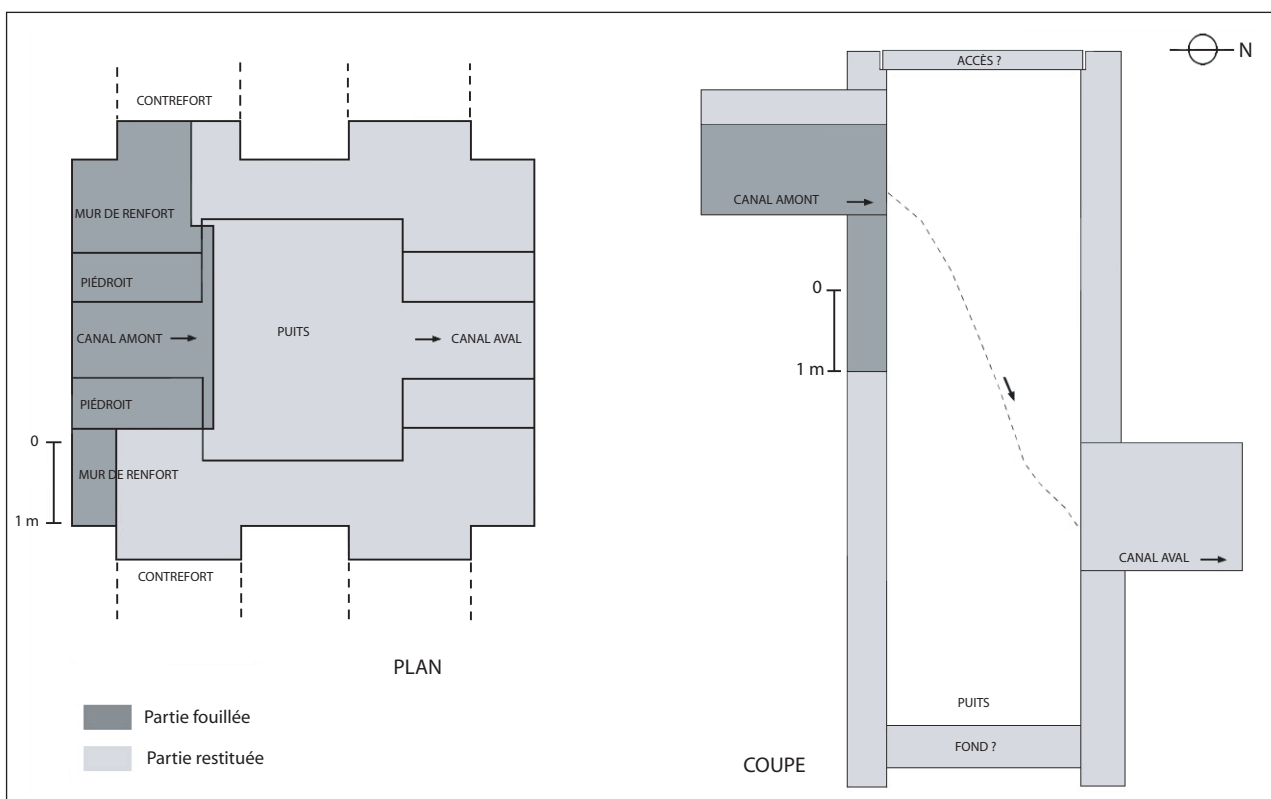 CONTREFORT
MUR DE RENFORT
PIÉDROIT
CANAL AMONT
PUITS
CANAL AVAL
PIÉDROIT
0
MUR DE RENFORT
1 m
CONTREFORT
PLAN
Partie fouillée
Partie restituée
N
ACCÈS ?
CANAL AMONT
0
1 m
CANAL AVAL
PUITS
FOND ?
COUPE